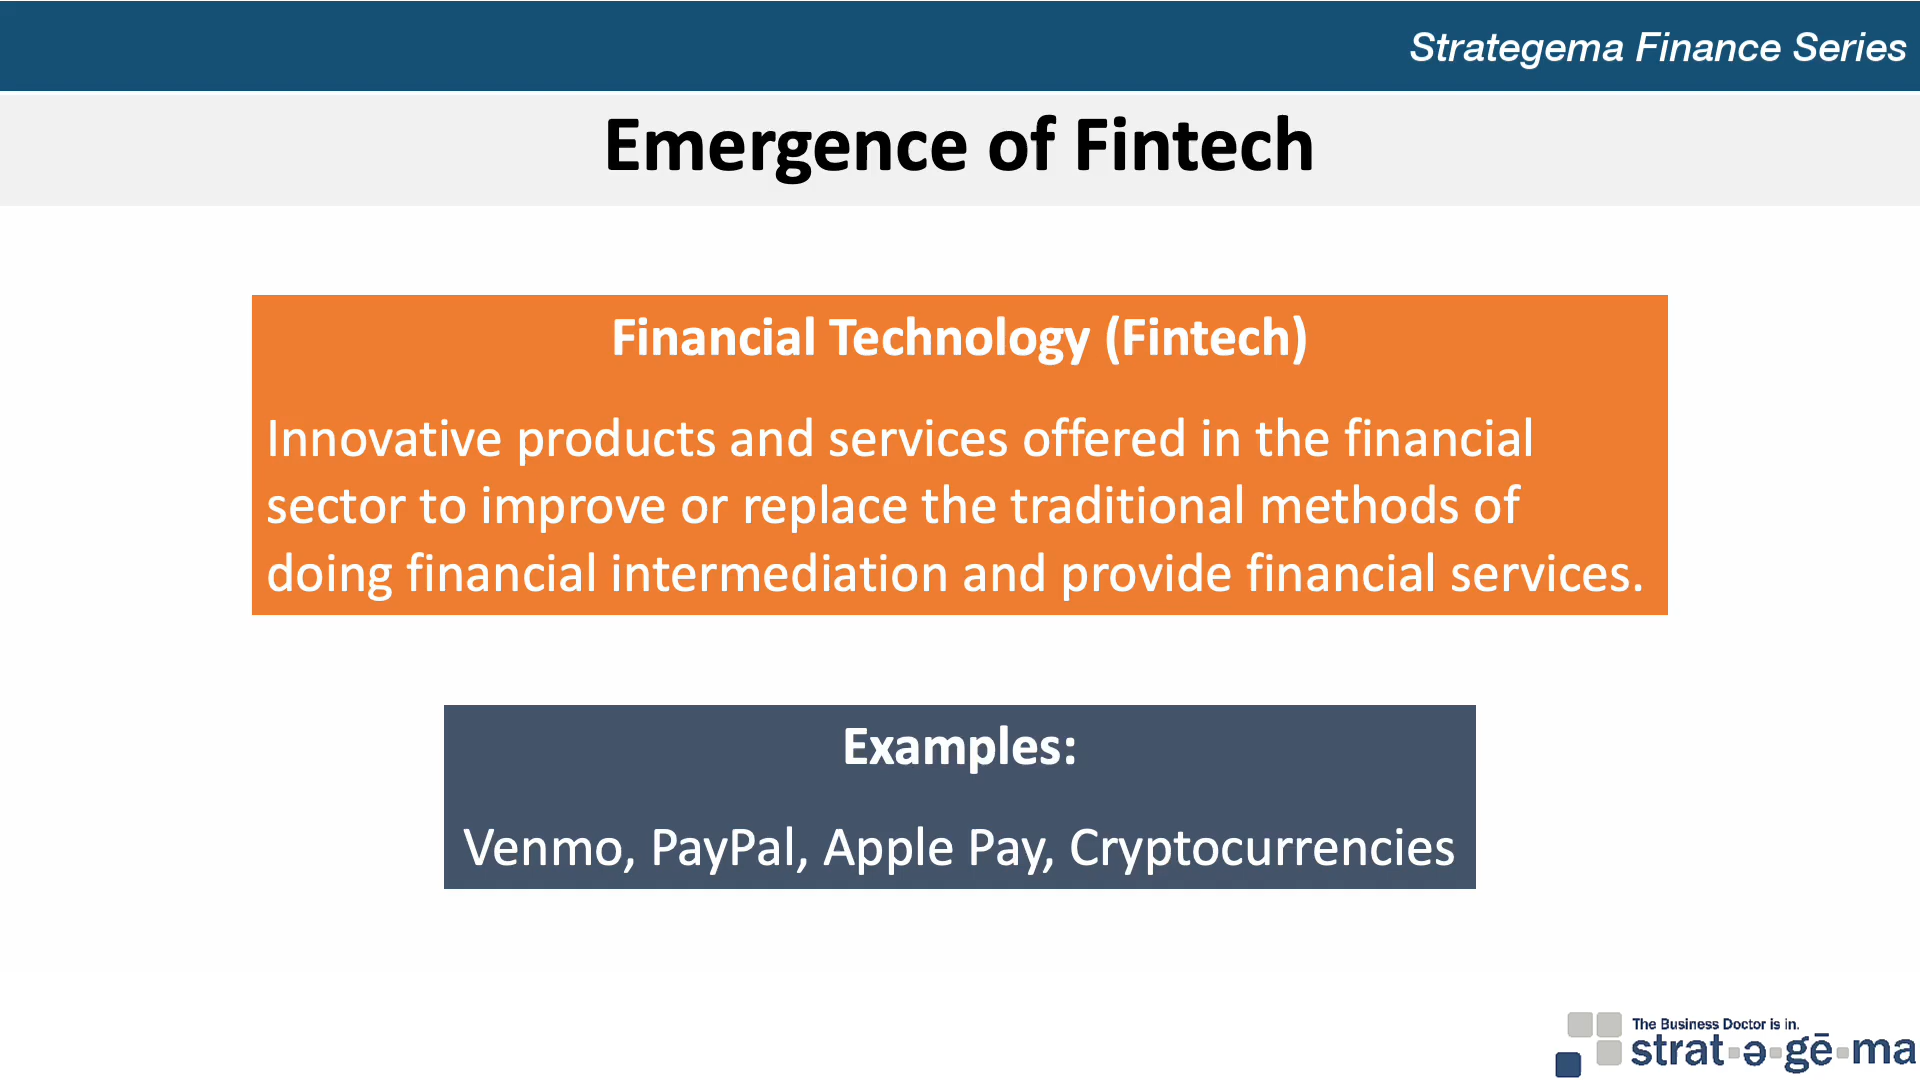 Strategema Finance Series
Emergence of Fintech
Financial Technology (Fintech)
Innovative products and services offered in the financial
sector to improve or replace the traditional methods of
doing financial intermediation and provide financial services.
Examples:
Venmo, PayPal, Apple Pay, Cryptocurrencies
The Business Doctor is in.
strat-ə-gē-ma